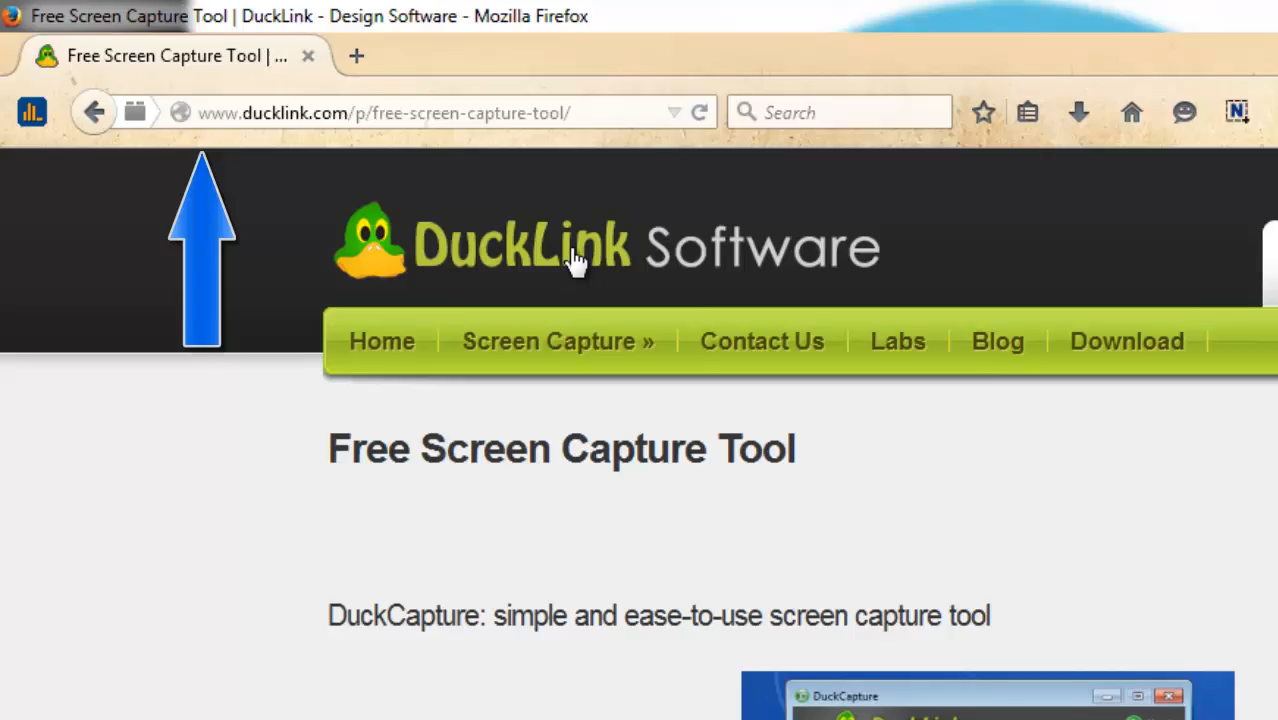 Free Screen Capture Tool | DuckLink - Design Software - Mozilla Firefox
Free Screen Capture Tool | ...
www.ducklink.com/p/free-screen-capture-tool/
Search
N
DuckLink Software
Home
Screen Capture »
Contact Us
Labs
Blog
Download
Free Screen Capture Tool
DuckCapture: simple and ease-to-use screen capture tool
DuckCapture
DuckLink